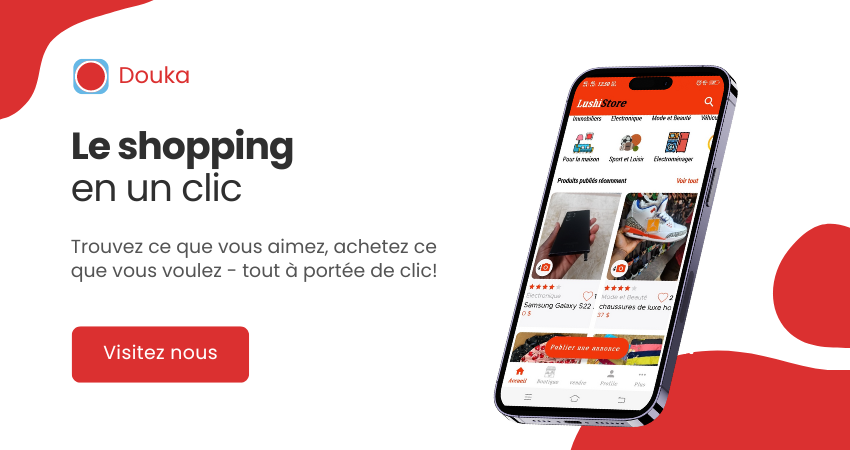 Douka
Le shopping
en un clic
Trouvez ce que vous aimez, achetez ce
que vous voulez - tout à portée de clic!
Visitez nous
12:50
LushiStore
Immobiliers Electronique Mode et Beauté Véhicu
Pour la maison Sport et Loisir Electroménager
Produits publiés récemment Voir tout
4 4
Electronique 1 Mode et Beauté 2
Samsung Galaxy S22 chaussures de luxe ho
0 $ 37 $
Publier une annonce
Accueil Boutique vendre Profile Plus